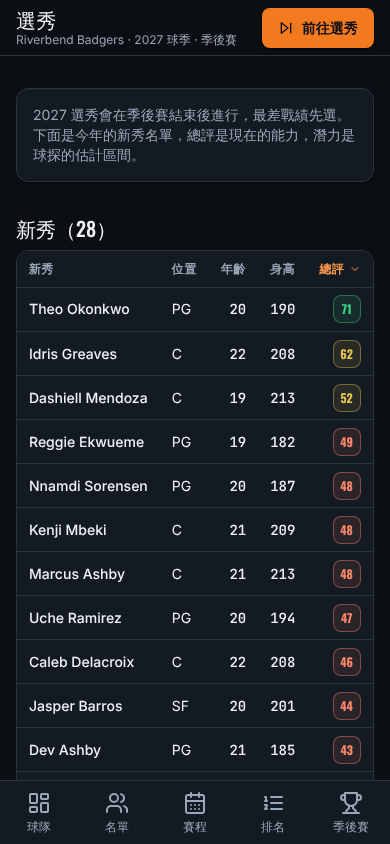 選秀
Riverbend Badgers · 2027 球季 · 季後賽
前往選秀
2027 選秀會在季後賽結束後進行，最差戰績先選。
下面是今年的新秀名單，總評是現在的能力，潛力是
球探的估計區間。
新秀（28）
新秀 位置 年齡 身高 總評
Theo Okonkwo PG 20 190 71
Idris Greaves C 22 208 62
Dashiell Mendoza C 19 213 52
Reggie Ekwueme PG 19 182 49
Nnamdi Sorensen PG 20 187 48
Kenji Mbeki C 21 209 48
Marcus Ashby C 21 213 48
Uche Ramirez PG 20 194 47
Caleb Delacroix C 22 208 46
Jasper Barros SF 20 201 44
Dev Ashby PG 21 185 43
球隊 名單 賽程 排名 季後賽